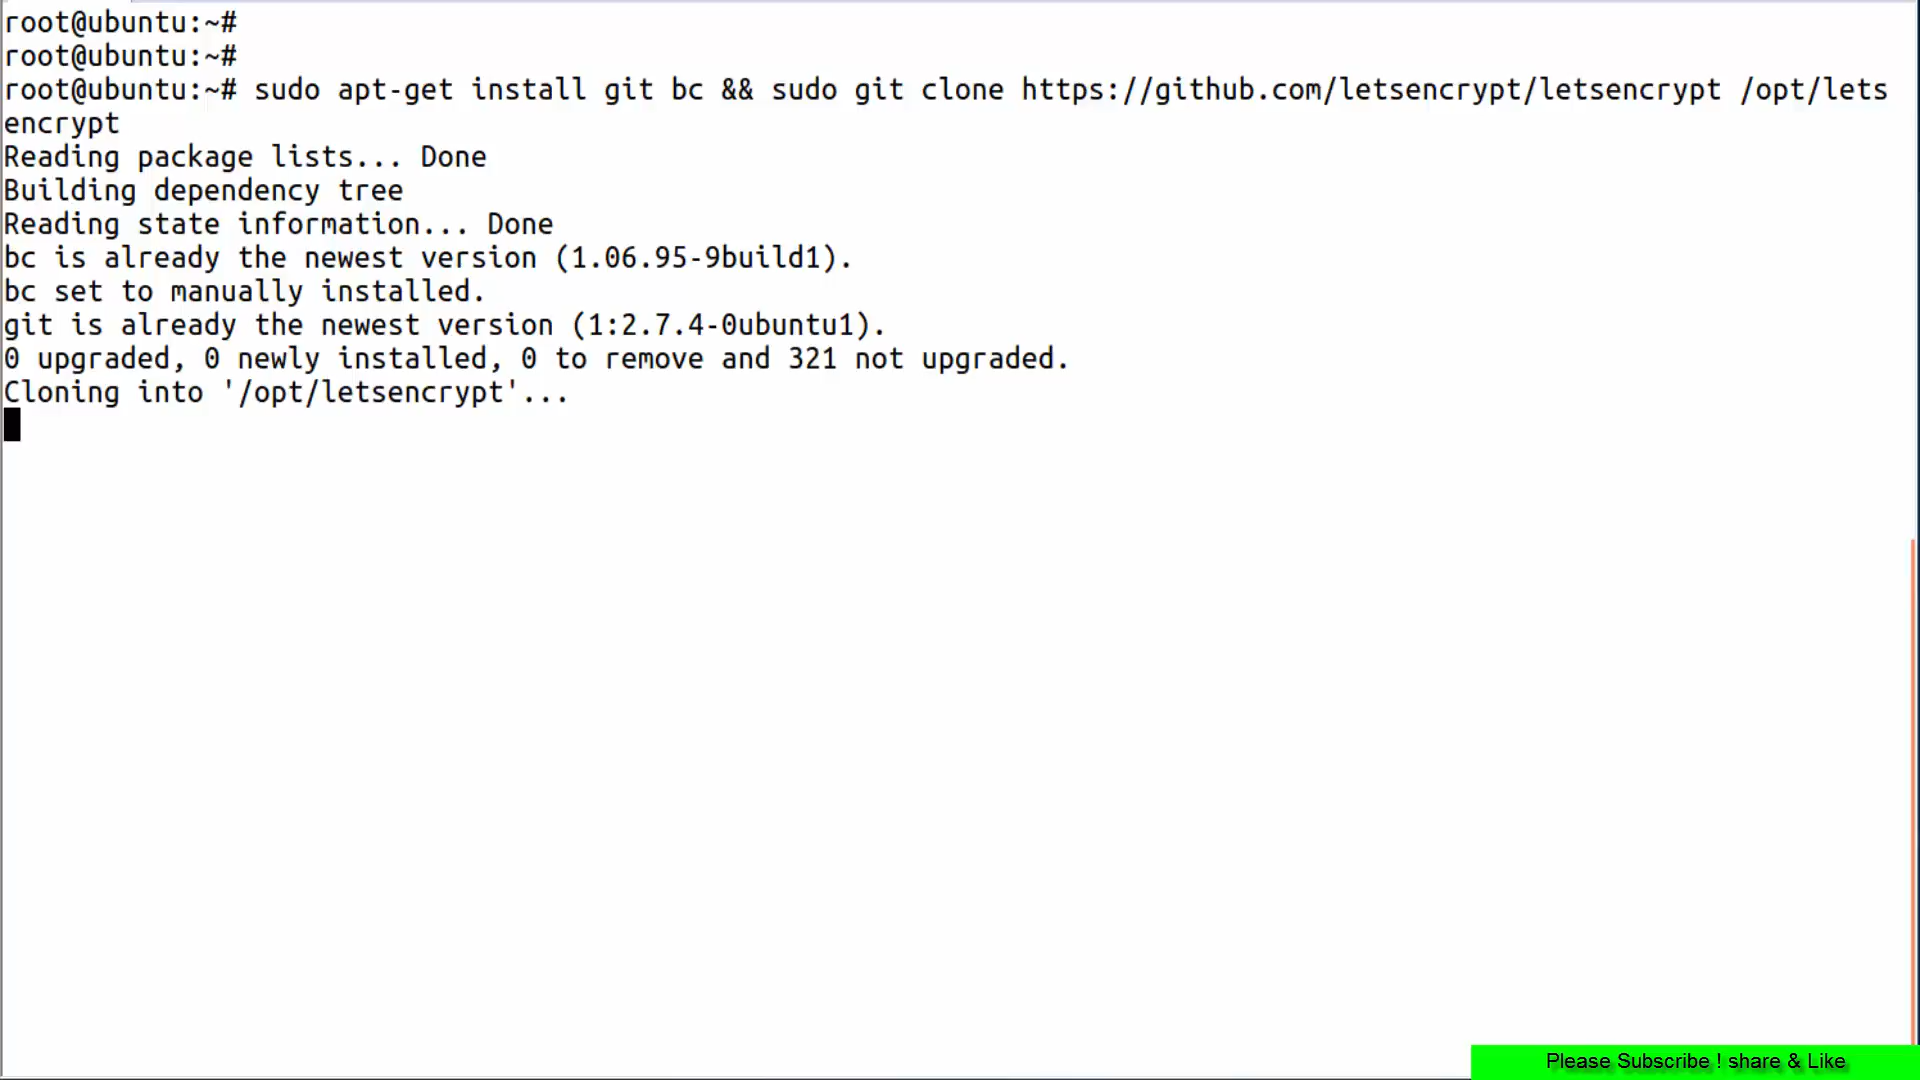 root@ubuntu:~#
root@ubuntu:~#
root@ubuntu:~# sudo apt-get install git bc && sudo git clone https://github.com/letsencrypt/letsencrypt /opt/lets
encrypt
Reading package lists... Done
Building dependency tree
Reading state information... Done
bc is already the newest version (1.06.95-9build1).
bc set to manually installed.
git is already the newest version (1:2.7.4-0ubuntu1).
0 upgraded, 0 newly installed, 0 to remove and 321 not upgraded.
Cloning into '/opt/letsencrypt'...
Please Subscribe ! share & Like